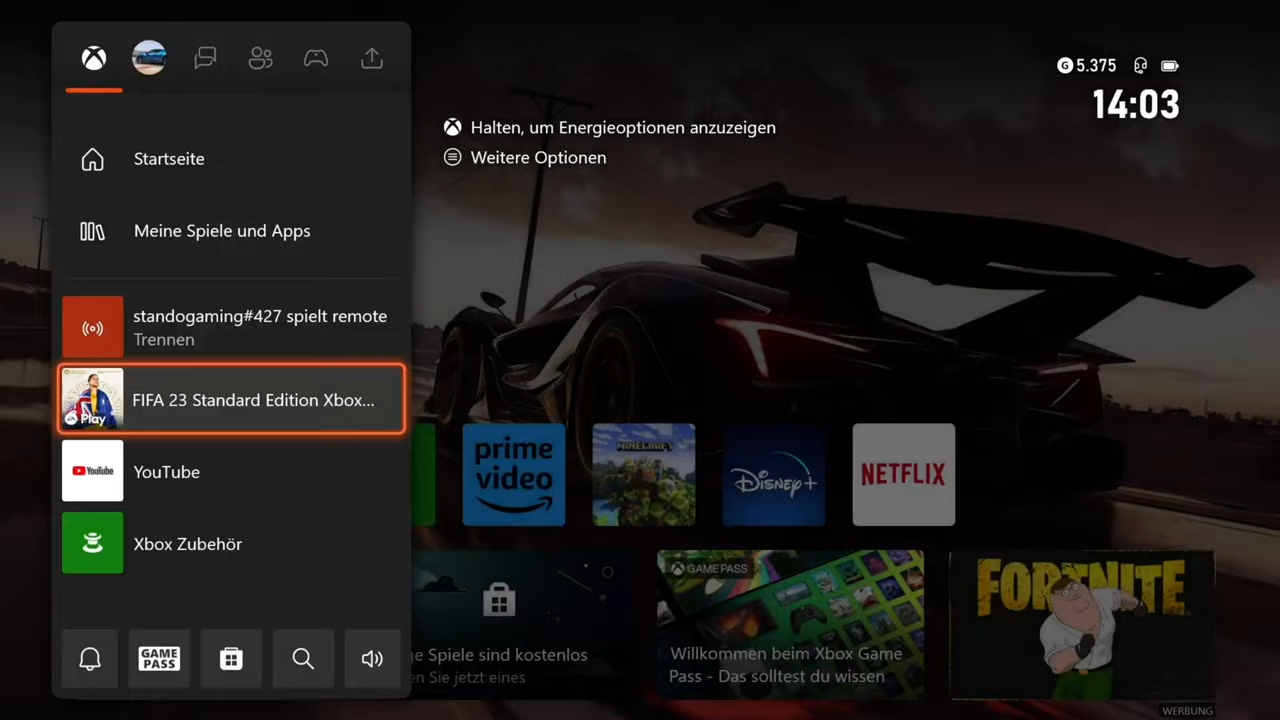 G 5.375
14:03
Halten, um Energieoptionen anzuzeigen
Weitere Optionen
Startseite
Meine Spiele und Apps
standogaming#427 spielt remote
Trennen
Play
FIFA 23 Standard Edition Xbox...
YouTube
YouTube
Xbox Zubehör
prime
video
MINECRAFT
Disney+
NETFLIX
GAME
PASS
ge Spiele sind kostenlos
en Sie jetzt eines
GAME PASS
Willkommen beim Xbox Game
Pass - Das solltest du wissen
FORTNITE
WERBUNG